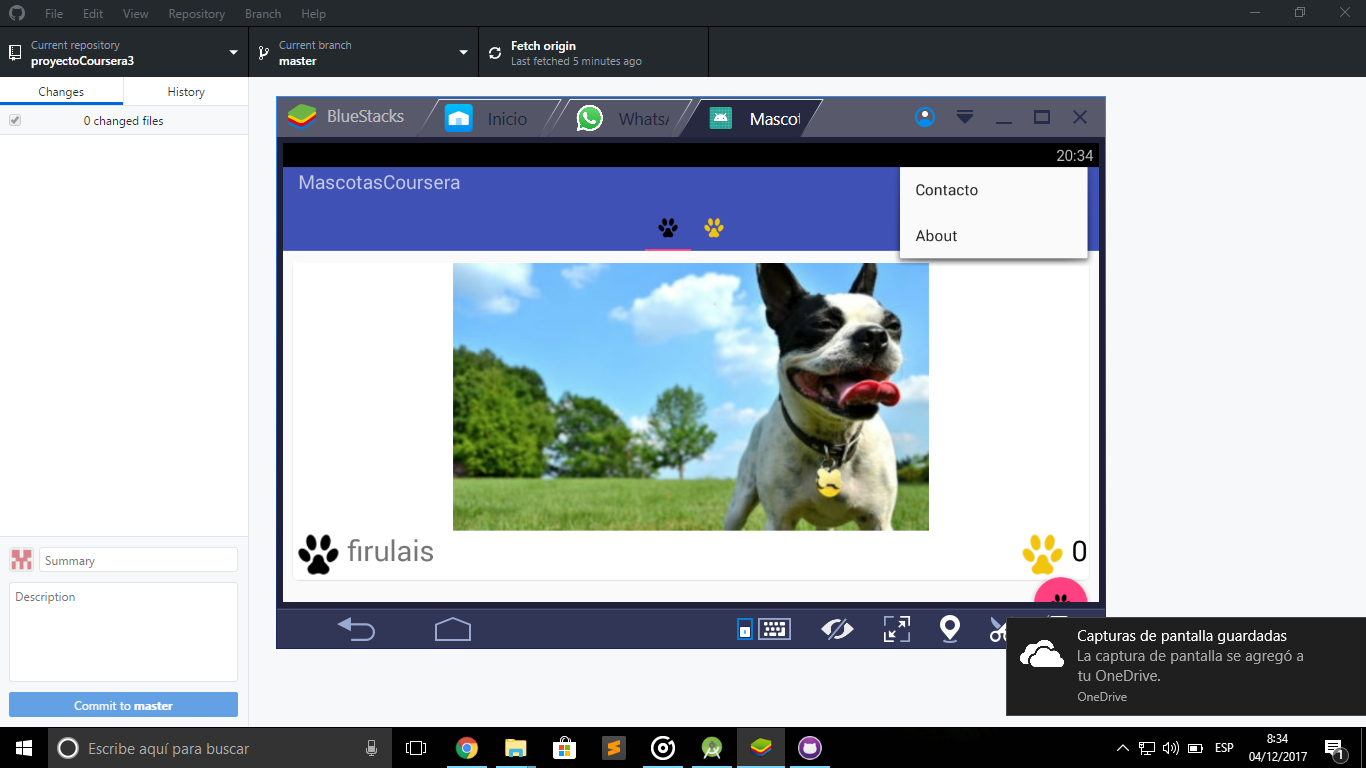 File Edit View Repository Branch Help
Current repository
proyectoCoursera3
Current branch
master
Fetch origin
Last fetched 5 minutes ago
Changes
History
0 changed files
BlueStacks
Inicio
Whats
Mascot
20:34
MascotasCoursera
Contacto
About
firulais
0
Summary
Description
Commit to master
Capturas de pantalla guardadas
La captura de pantalla se agregó a
tu OneDrive.
OneDrive
Escribe aquí para buscar
ESP
8:34
04/12/2017
1